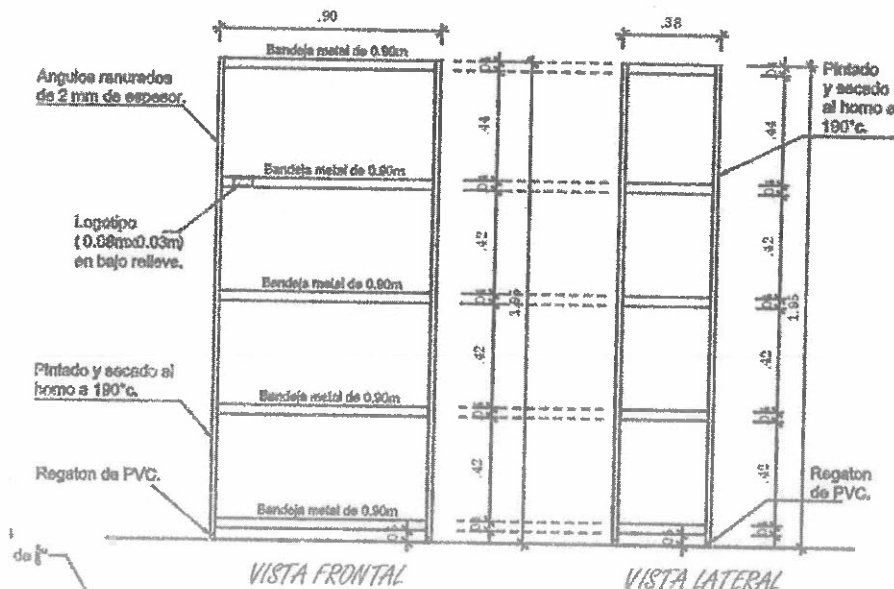 .90
.38
Bandeja metal de 0.90m
Angulos ranurados
de 2 mm de espesor.
Pintado
y secado
al horno a
190°c.
.44
.44
Bandeja metal de 0.90m
Logotipo
( 0.08mx0.03m)
en bajo relieve.
.42
.42
Bandeja metal de 0.90m
1.95
Pintado y secado al
horno a 190°c.
.42
.42
Bandeja metal de 0.90m
.42
Regaton de PVC.
Regaton
de PVC.
Bandeja metal de 0.90m
VISTA FRONTAL
VISTA LATERAL